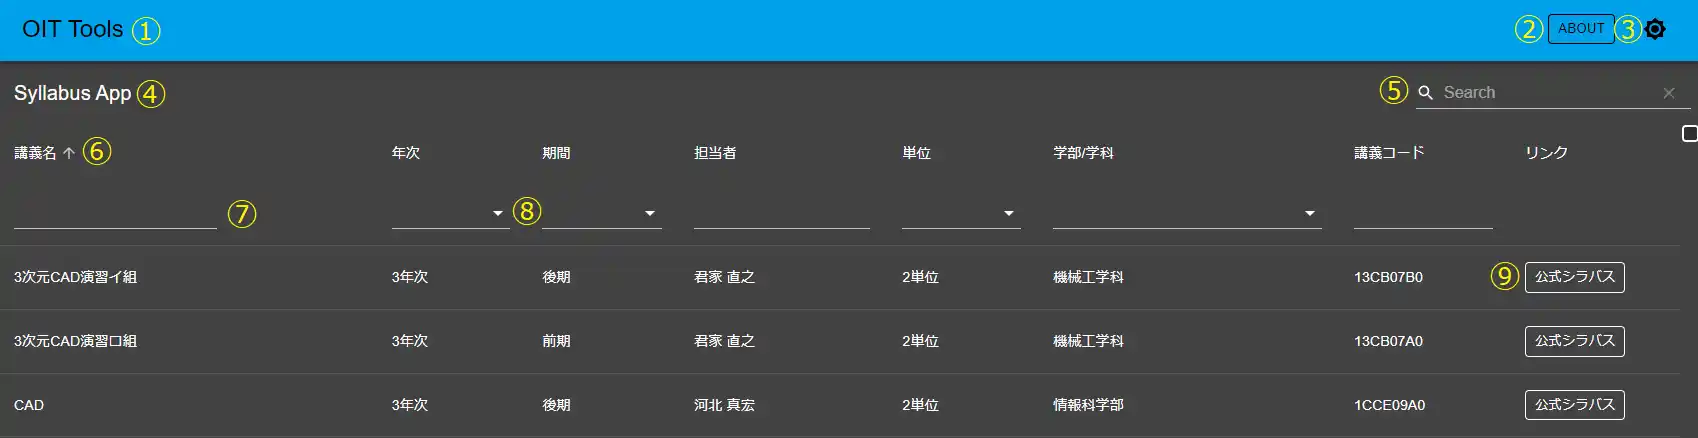 OIT Tools ① ② ABOUT ③
Syllabus App ④ ⑤ Search
講義名 ⑥ 年次 期間 担当者 単位 学部/学科 講義コード リンク
⑦ ⑧
3次元CAD演習イ組 3年次 後期 君家 直之 2単位 機械工学科 13CB07B0 ⑨ 公式シラバス
3次元CAD演習ロ組 3年次 前期 君家 直之 2単位 機械工学科 13CB07A0 公式シラバス
CAD 3年次 後期 河北 真宏 2単位 情報科学部 1CCE09A0 公式シラバス